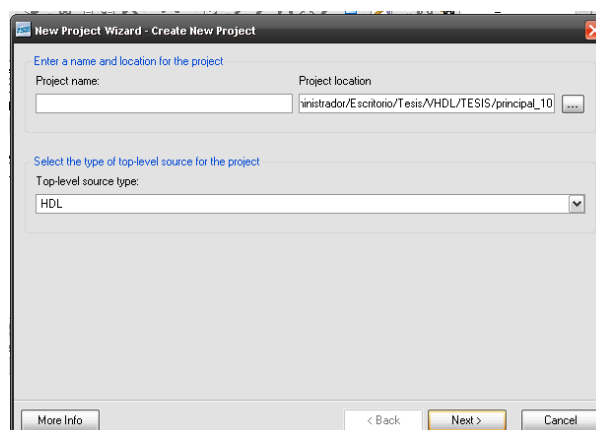 New Project Wizard - Create New Project
Enter a name and location for the project
Project name: Project location
ninistrador/Escritorio/Tesis/VHDL/TESIS/principal_10 ...
Select the type of top-level source for the project
Top-level source type:
HDL
More Info < Back Next > Cancel